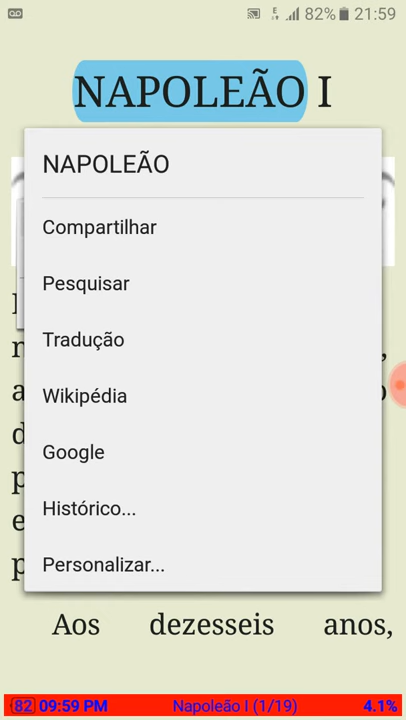 82% 21:59
NAPOLEÃO I
NAPOLEÃO
Compartilhar
Pesquisar
Tradução
Wikipédia
Google
Histórico...
Personalizar...
Aos dezesseis anos,
82 09:59 PM Napoleão I (1/19) 4.1%